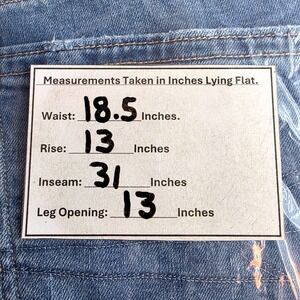 Measurements Taken in Inches Lying Flat.
Waist: 18.5 Inches.
Rise: 13 Inches
Inseam: 31 Inches
Leg Opening: 13 Inches